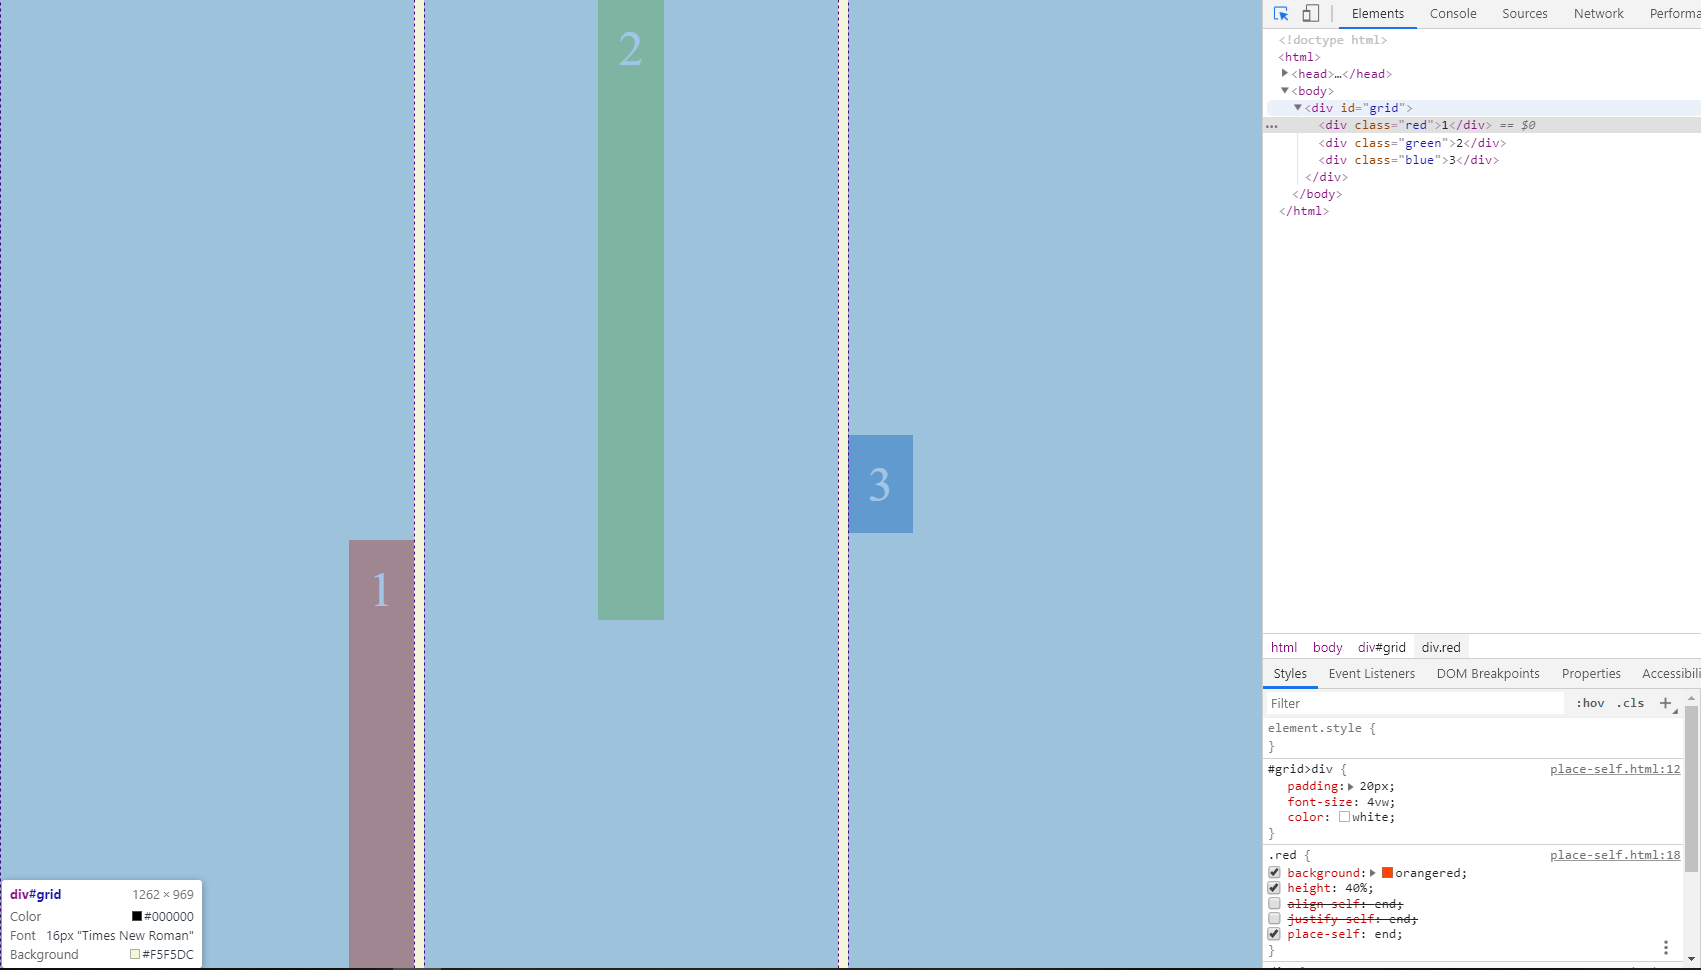 2
3
1
div#grid 1262 × 969
Color #000000
Font 16px "Times New Roman"
Background #F5F5DC
Elements Console Sources Network Performa
<!doctype html>
<html>
<head>…</head>
<body>
<div id="grid">
… <div class="red">1</div> == $0
<div class="green">2</div>
<div class="blue">3</div>
</div>
</body>
</html>
html body div#grid div.red
Styles Event Listeners DOM Breakpoints Properties Accessibili
Filter :hov .cls +
element.style {
}
#grid>div { place-self.html:12
padding: 20px;
font-size: 4vw;
color: white;
}
.red { place-self.html:18
background: orangered;
height: 40%;
align-self: end;
justify-self: end;
place-self: end;
}